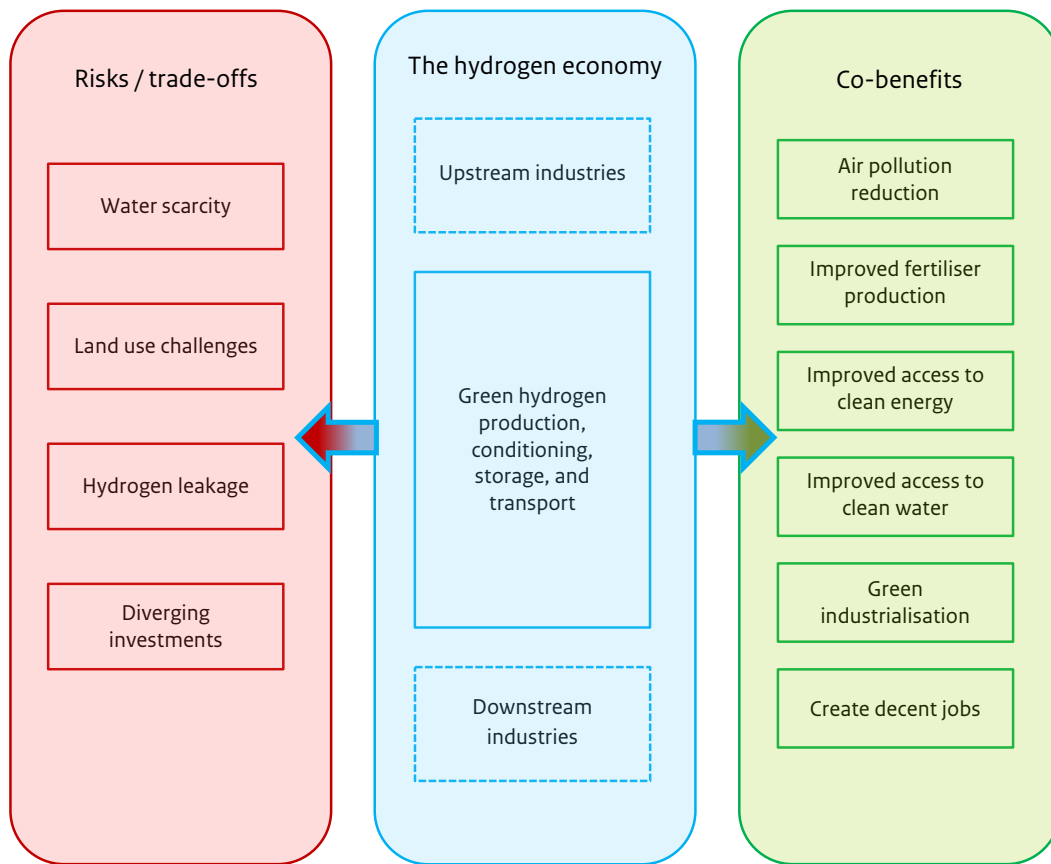 Risks / trade-offs
Water scarcity
Land use challenges
Hydrogen leakage
Diverging
investments
The hydrogen economy
Upstream industries
Green hydrogen
production,
conditioning,
storage, and
transport
Downstream
industries
Co-benefits
Air pollution
reduction
Improved fertiliser
production
Improved access to
clean energy
Improved access to
clean water
Green
industrialisation
Create decent jobs